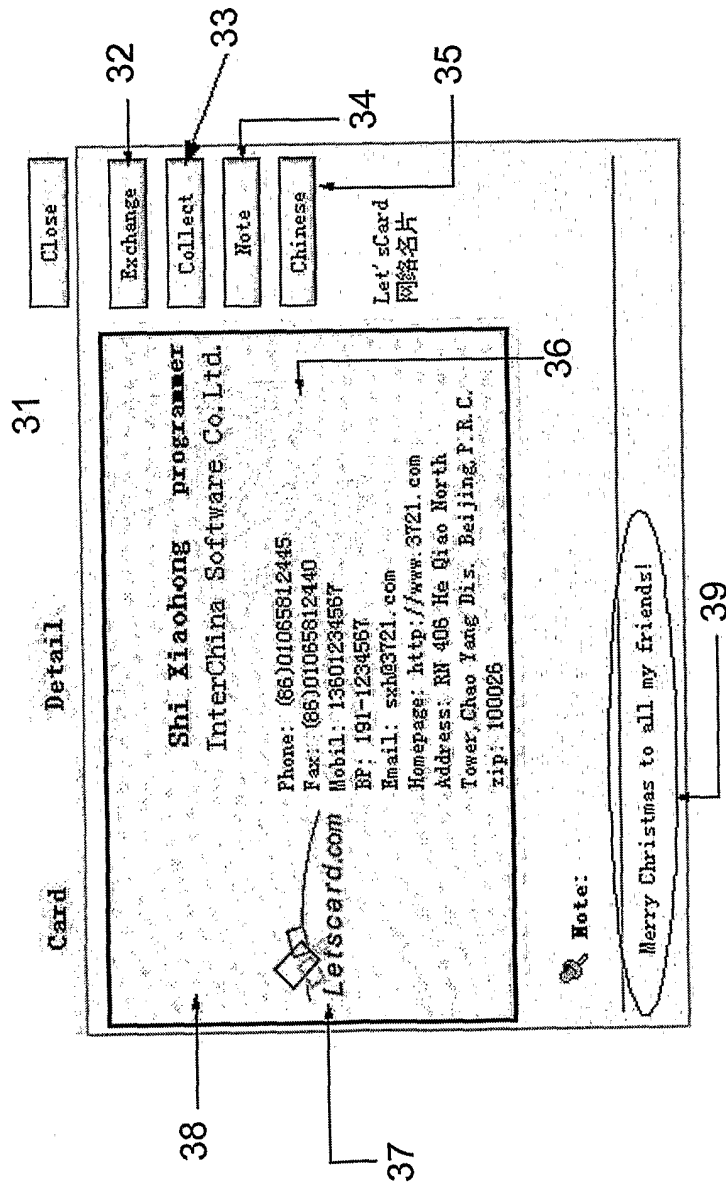 31
Card Detail
Close
Exchange
32
Collect
33
Note
34
Chinese
35
Let'sCard
网络名片
38
Shi Xiaohong programmer
InterChina Software Co.Ltd.
Phone: (86)01065812445
Fax: (86)01065812440
Mobil: 13601234567
BP: 191-1234567
Email: sxh@3721.com
Homepage: http://www.3721.com
Address: RN 406 He Qiao North
Tower,Chao Yang Dis. Beijing,P.R.C.
zip: 100026
36
Letscard.com
37
Note:
Merry Christmas to all my friends!
39